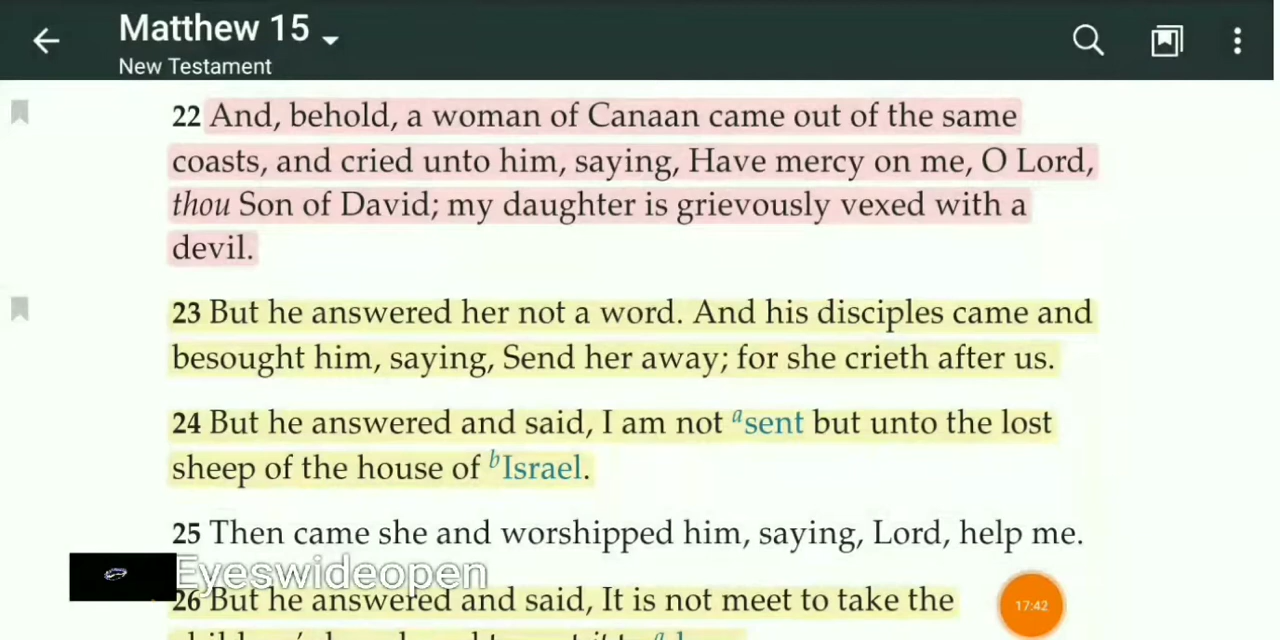 Matthew 15
New Testament
22 And, behold, a woman of Canaan came out of the same
coasts, and cried unto him, saying, Have mercy on me, O Lord,
thou Son of David; my daughter is grievously vexed with a
devil.
23 But he answered her not a word. And his disciples came and
besought him, saying, Send her away; for she crieth after us.
24 But he answered and said, I am not a sent but unto the lost
sheep of the house of b Israel.
25 Then came she and worshipped him, saying, Lord, help me.
Eyeswideopen
26 But he answered and said, It is not meet to take the
17:42